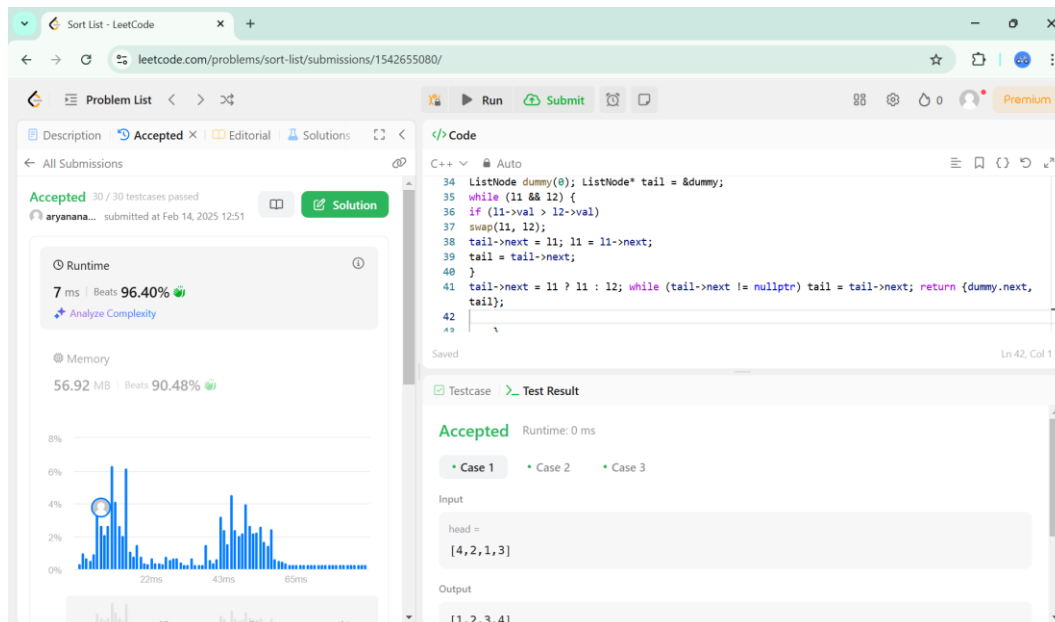 Sort List - LeetCode
leetcode.com/problems/sort-list/submissions/1542655080/
Problem List
Run
Submit
0
Premium
Description
Accepted
Editorial
Solutions
</> Code
All Submissions
C++
Auto
Accepted 30 / 30 testcases passed
aryanana... submitted at Feb 14, 2025 12:51
Solution
Runtime
7 ms Beats 96.40%
Analyze Complexity
Memory
56.92 MB Beats 90.48%
8%
6%
4%
2%
0%
22ms 43ms 65ms
34 ListNode dummy(0); ListNode* tail = &dummy;
35 while (l1 && l2) {
36 if (l1->val > l2->val)
37 swap(l1, l2);
38 tail->next = l1; l1 = l1->next;
39 tail = tail->next;
40 }
41 tail->next = l1 ? l1 : l2; while (tail->next != nullptr) tail = tail->next; return {dummy.next,
tail};
42
43 }
Saved
Ln 42, Col 1
Testcase
>_ Test Result
Accepted Runtime: 0 ms
Case 1 Case 2 Case 3
Input
head =
[4,2,1,3]
Output
[1,2,3,4]